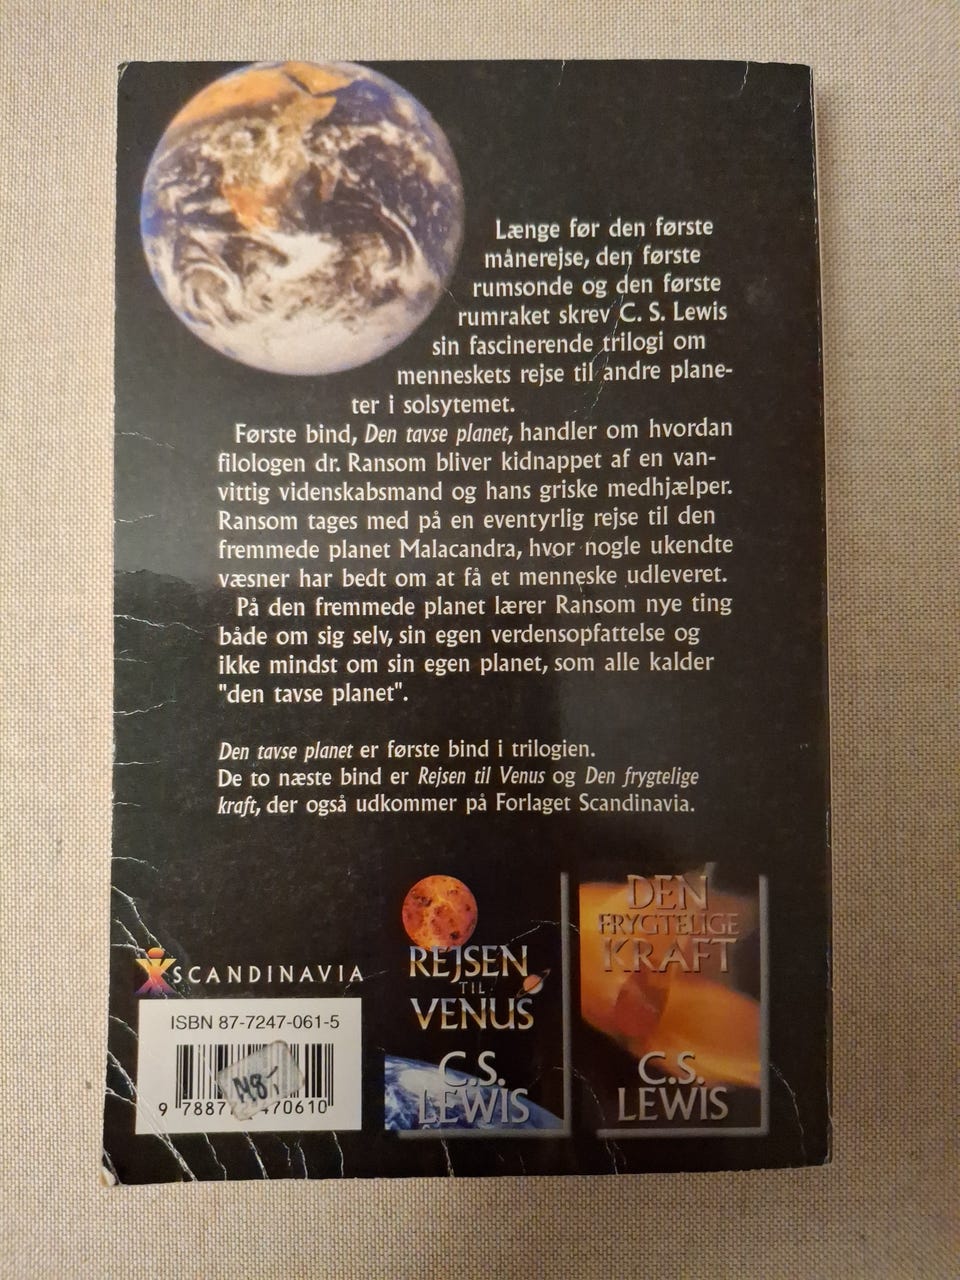 Længe før den første
månerejse, den første
rumsonde og den første
rumraket skrev C. S. Lewis
sin fascinerende trilogi om
menneskets rejse til andre plane-
ter i solsytemet.
Første bind, Den tavse planet, handler om hvordan
filologen dr. Ransom bliver kidnappet af en van-
vittig videnskabsmand og hans griske medhjælper.
Ransom tages med på en eventyrlig rejse til den
fremmede planet Malacandra, hvor nogle ukendte
væsner har bedt om at få et menneske udleveret.
På den fremmede planet lærer Ransom nye ting
både om sig selv, sin egen verdensopfattelse og
ikke mindst om sin egen planet, som alle kalder
"den tavse planet".
Den tavse planet er første bind i trilogien.
De to næste bind er Rejsen til Venus og Den frygtelige
kraft, der også udkommer på Forlaget Scandinavia.
SCANDINAVIA
ISBN 87-7247-061-5
148,-
9 7887 470610
REJSEN
TIL
VENUS
C.S.
LEWIS
DEN
FRYGTELIGE
KRAFT
C.S.
LEWIS